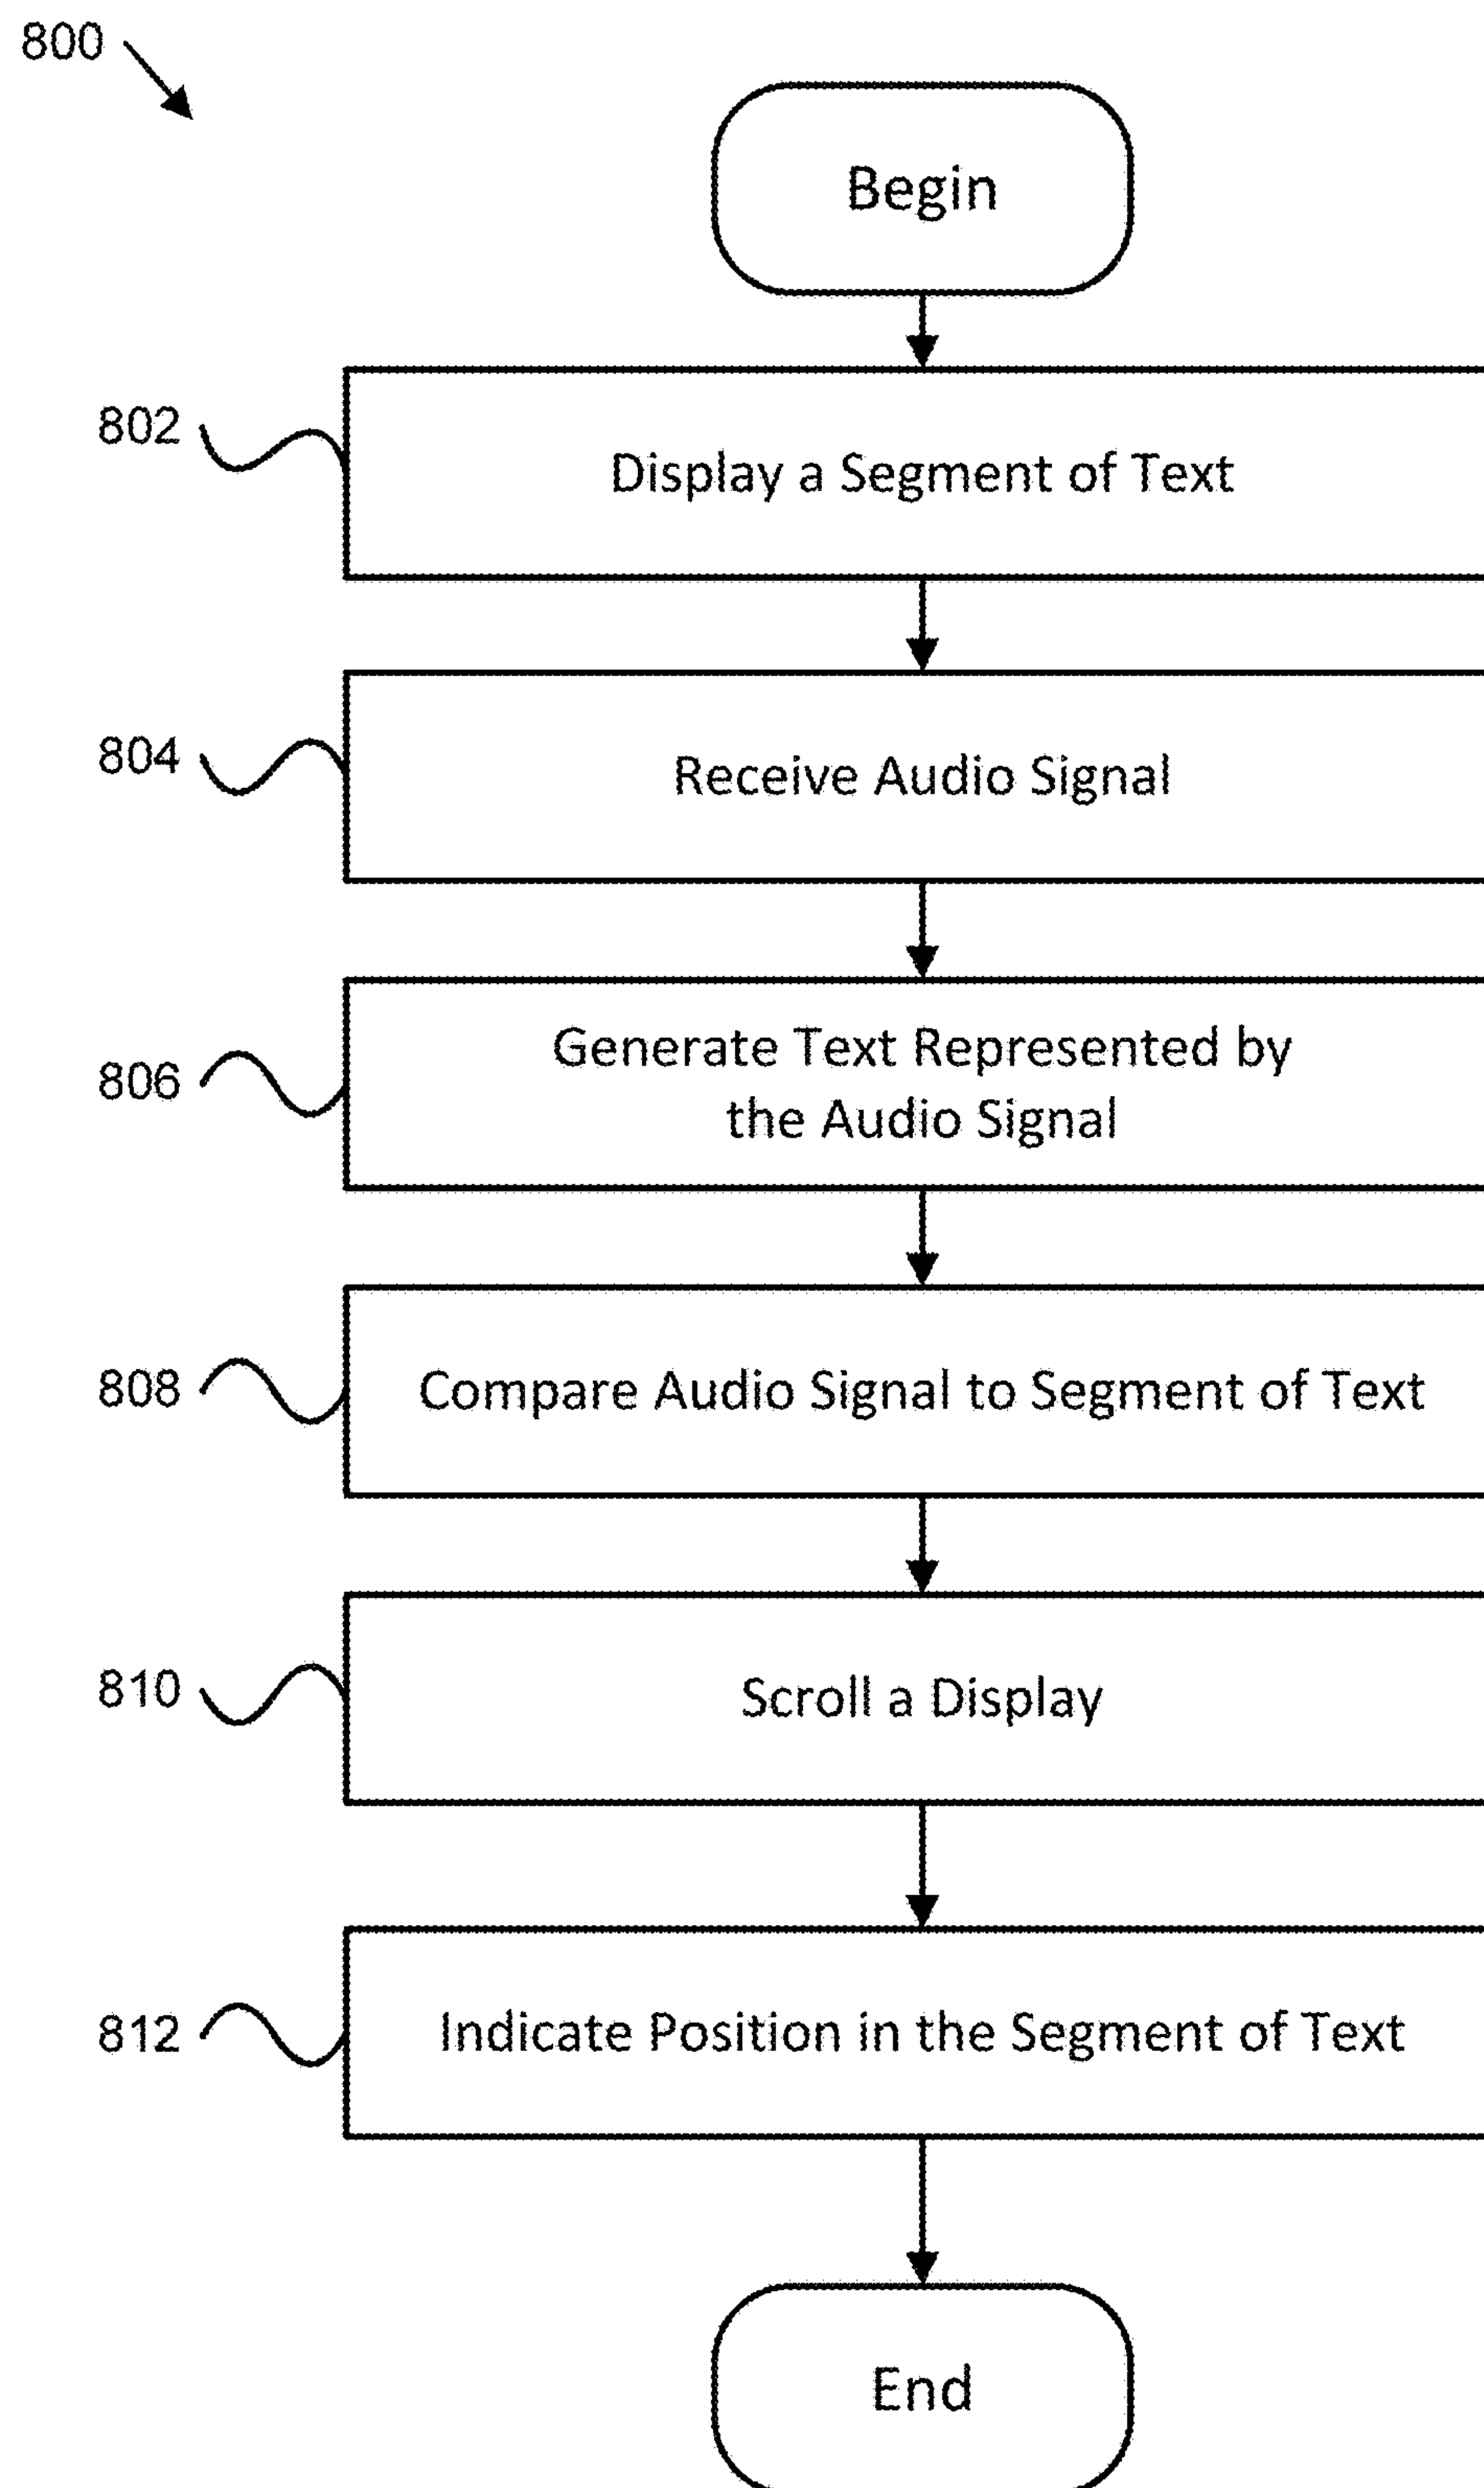 800
Begin
802
Display a Segment of Text
804
Receive Audio Signal
806
Generate Text Represented by
the Audio Signal
808
Compare Audio Signal to Segment of Text
810
Scroll a Display
812
Indicate Position in the Segment of Text
End